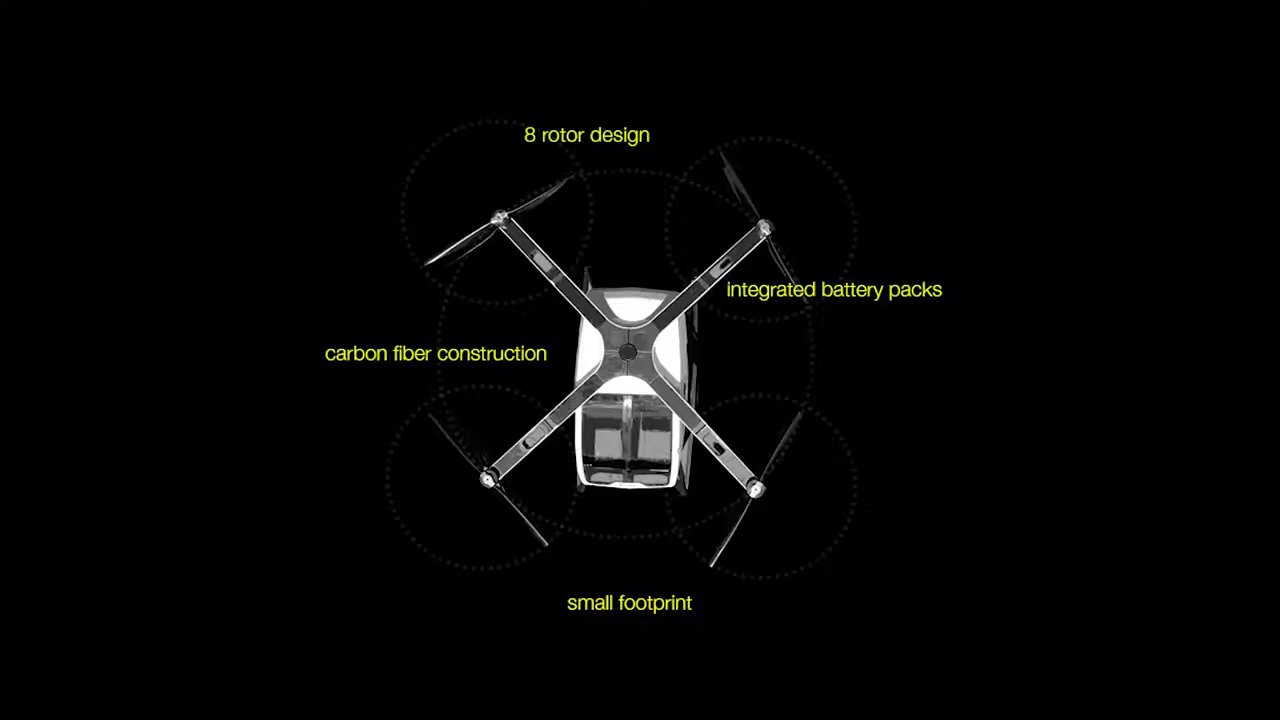 8 rotor design
integrated battery packs
carbon fiber construction
small footprint